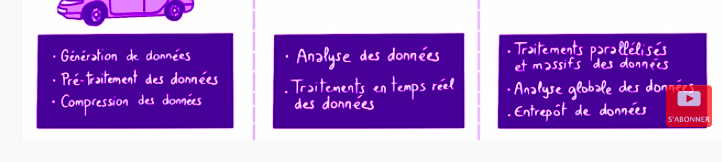 • Génération de données
• Pré-traitement des données
• Compression des données
• Analyse des données
• Traitements en temps réel
des données
• Traitements parallélisés
et massifs des données
• Analyse globale des données
• Entrepôt de données
S'ABONNER